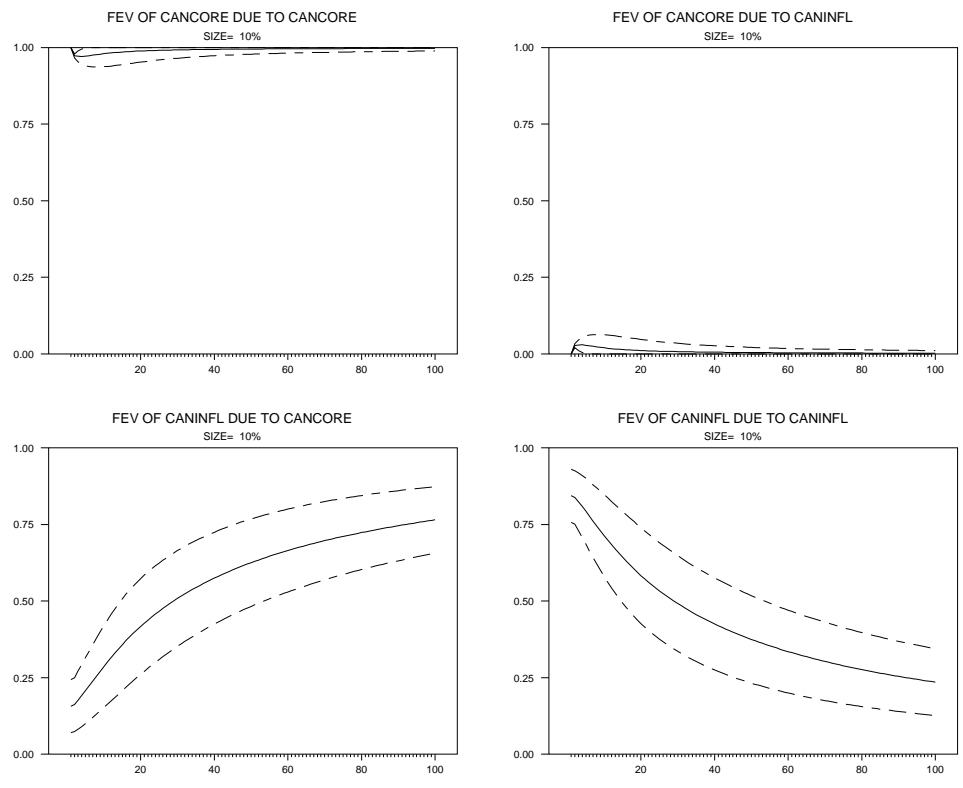 FEV OF CANCORE DUE TO CANCORE
SIZE= 10%
1.00
0.75
0.50
0.25
0.00
20 40 60 80 100
FEV OF CANCORE DUE TO CANINFL
SIZE= 10%
1.00
0.75
0.50
0.25
0.00
20 40 60 80 100
FEV OF CANINFL DUE TO CANCORE
SIZE= 10%
1.00
0.75
0.50
0.25
0.00
20 40 60 80 100
FEV OF CANINFL DUE TO CANINFL
SIZE= 10%
1.00
0.75
0.50
0.25
0.00
20 40 60 80 100